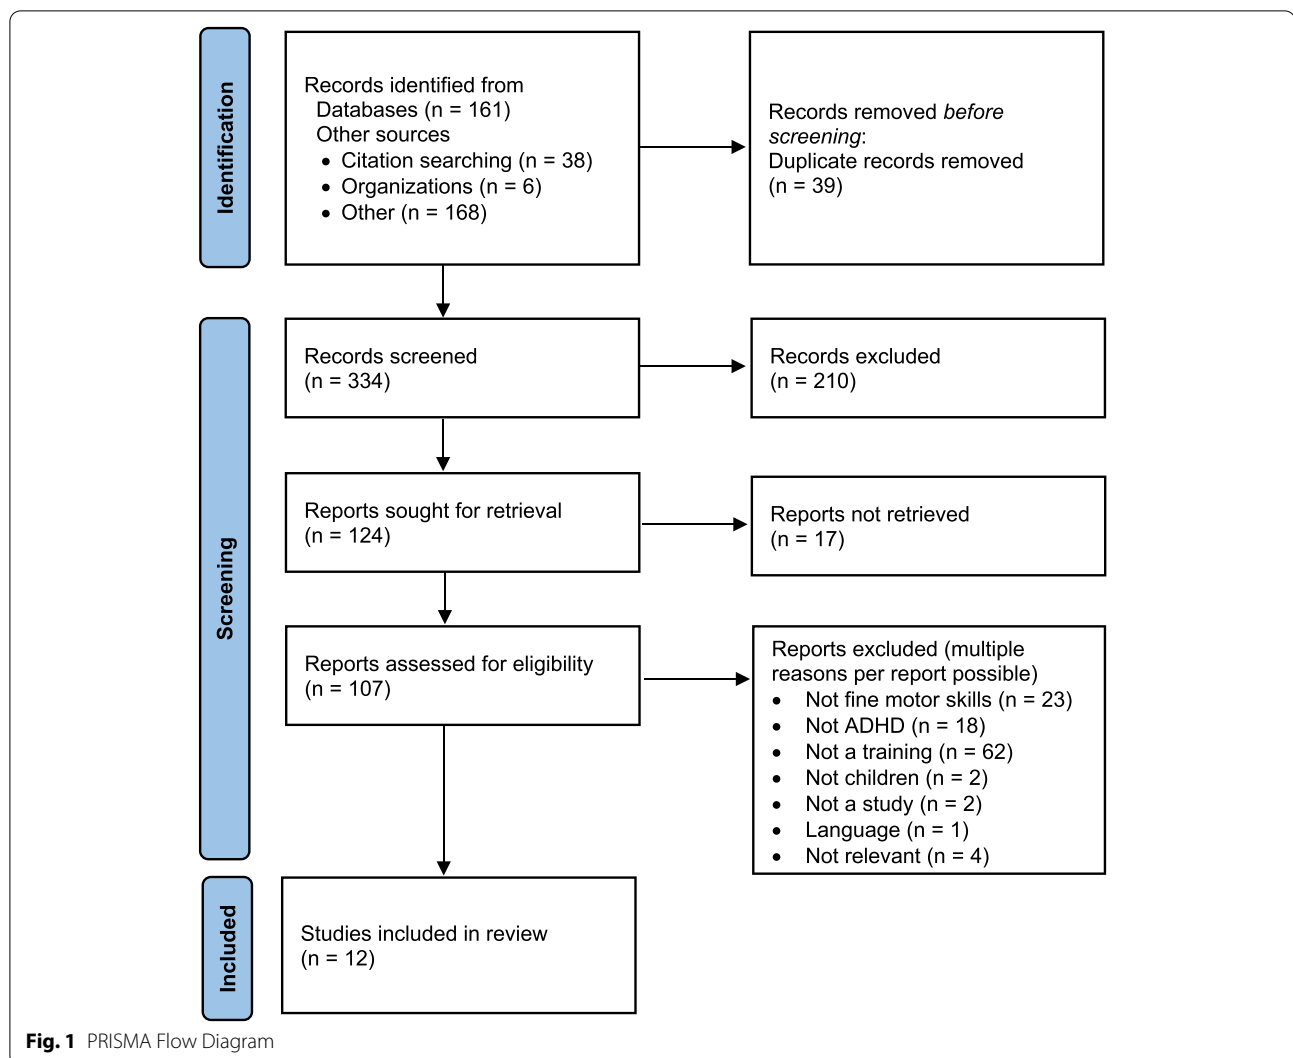 Identification
Records identified from
Databases (n = 161)
Other sources
• Citation searching (n = 38)
• Organizations (n = 6)
• Other (n = 168)
Records removed before
screening:
Duplicate records removed
(n = 39)
Screening
Records screened
(n = 334)
Records excluded
(n = 210)
Reports sought for retrieval
(n = 124)
Reports not retrieved
(n = 17)
Reports assessed for eligibility
(n = 107)
Reports excluded (multiple
reasons per report possible)
• Not fine motor skills (n = 23)
• Not ADHD (n = 18)
• Not a training (n = 62)
• Not children (n = 2)
• Not a study (n = 2)
• Language (n = 1)
• Not relevant (n = 4)
Included
Studies included in review
(n = 12)
Fig. 1 PRISMA Flow Diagram